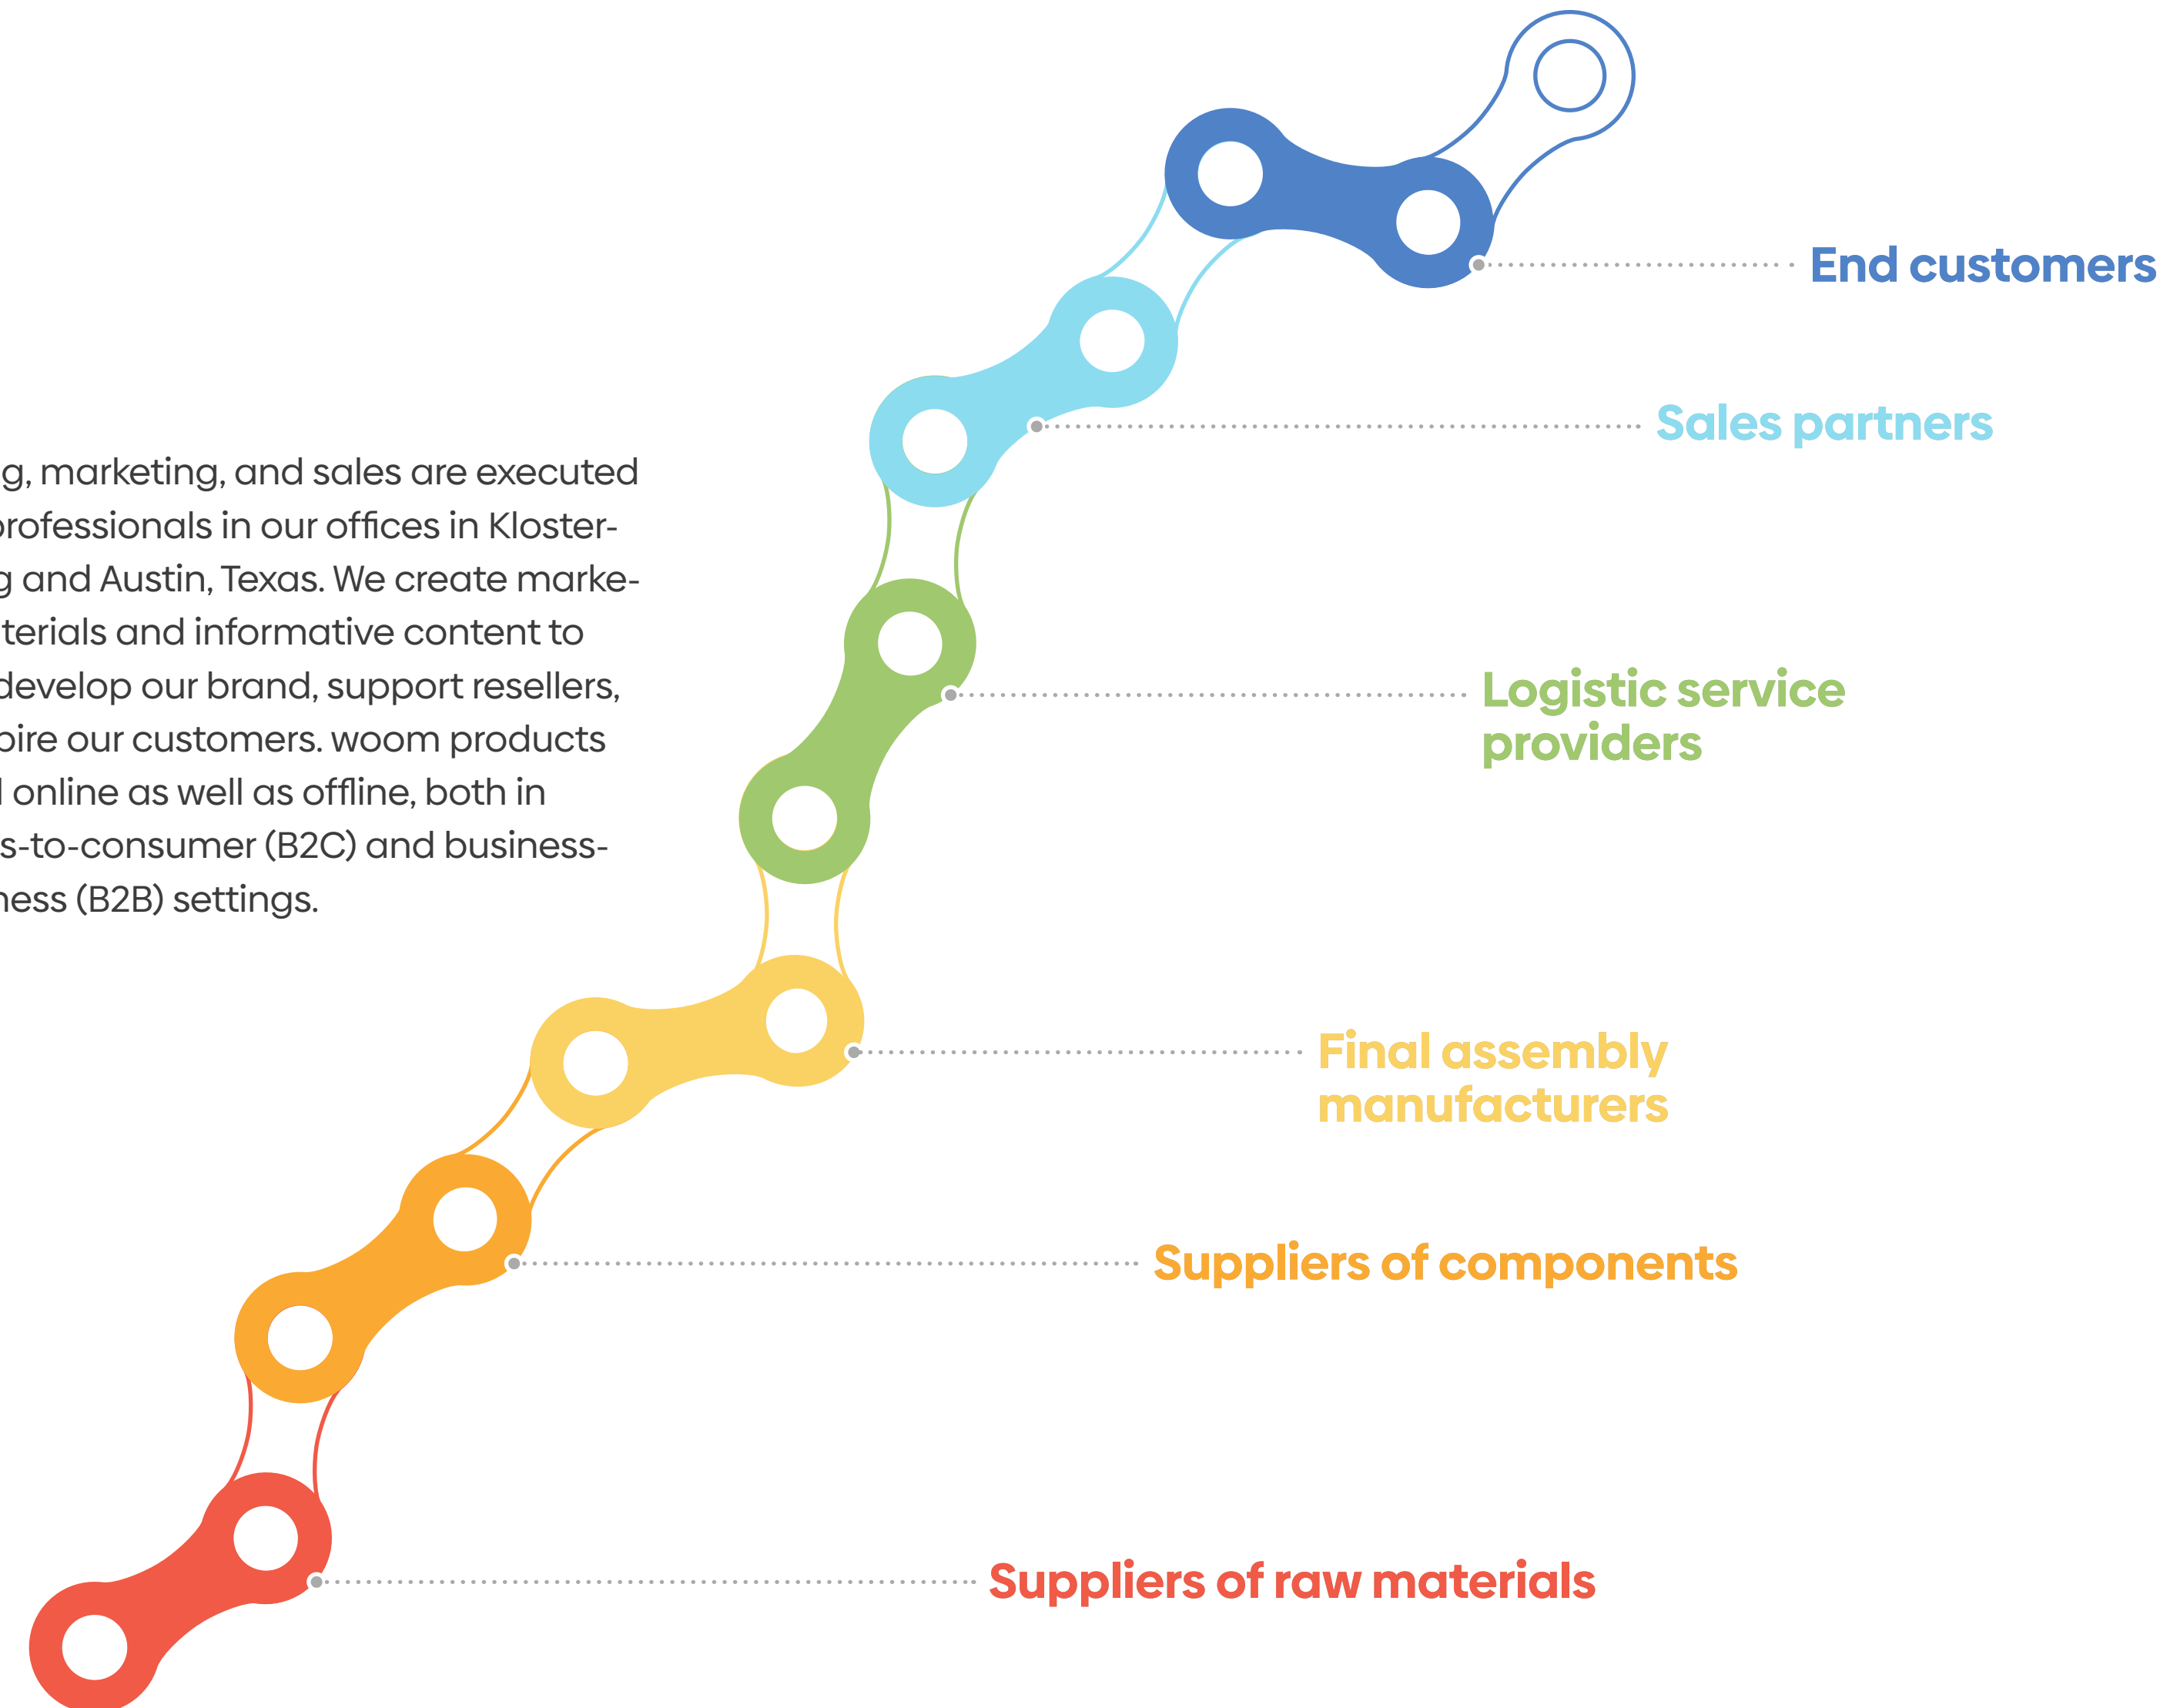 g, marketing, and sales are executed
professionals in our offices in Kloster-
g and Austin, Texas. We create marke-
terials and informative content to
develop our brand, support resellers,
pire our customers. woom products
online as well as offline, both in
s-to-consumer (B2C) and business-
ness (B2B) settings.
End customers
Sales partners
Logistic service
providers
Final assembly
manufacturers
Suppliers of components
Suppliers of raw materials